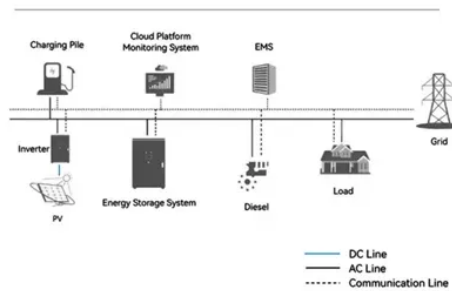 Charging Pile
Cloud Platform
Monitoring System
EMS
Grid
Inverter
PV
Energy Storage System
Diesel
Load
DC Line
AC Line
Communication Line